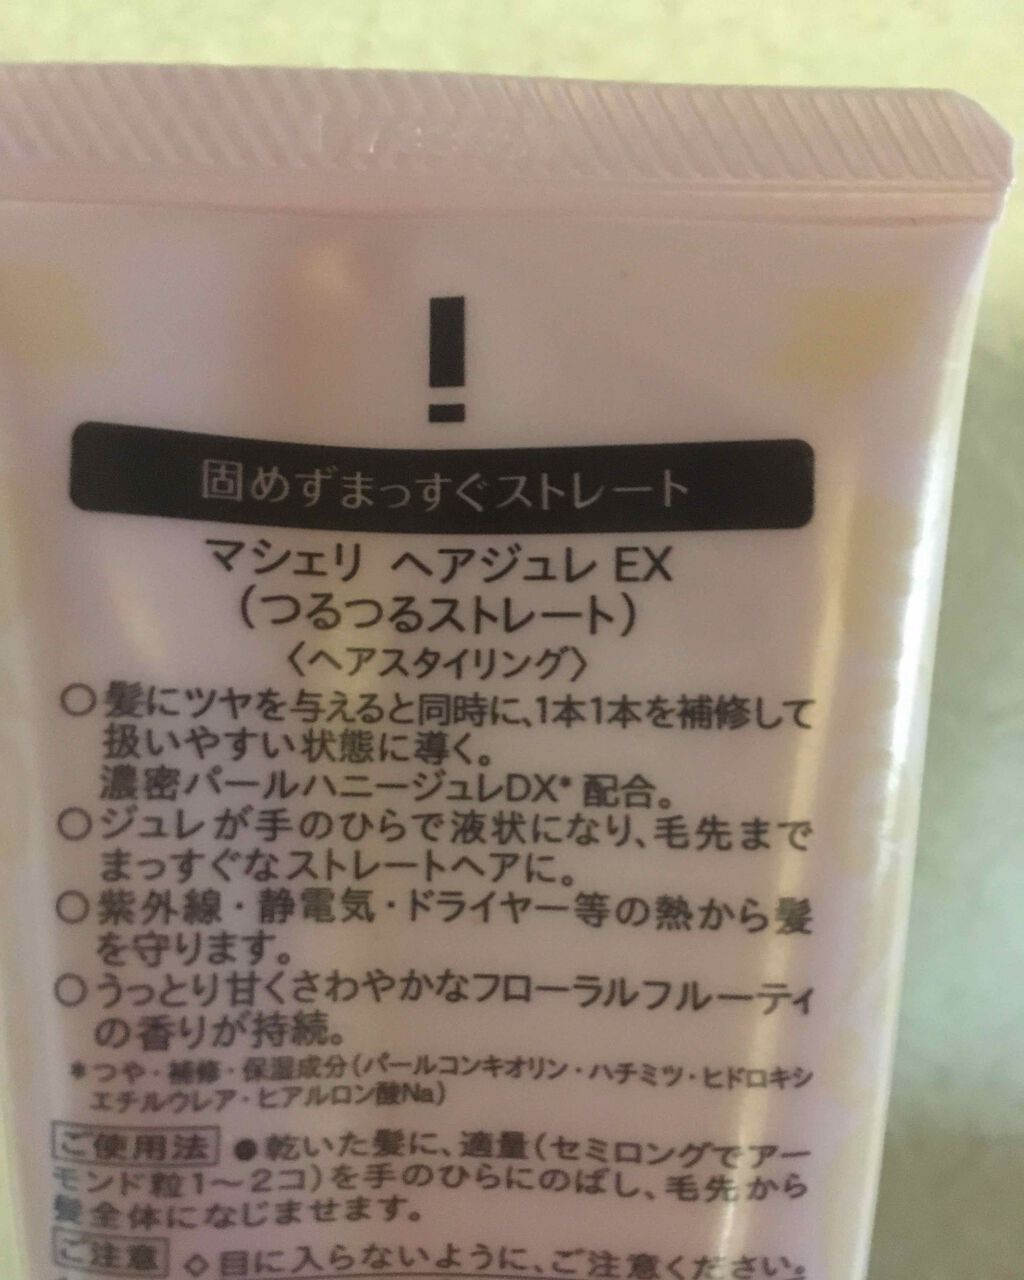 !
固めずまっすぐストレート
マシェリ ヘアジュレ EX
(つるつるストレート)
〈ヘアスタイリング〉
○髪にツヤを与えると同時に、1本1本を補修して
扱いやすい状態に導く。
濃密パールハニージュレDX* 配合。
○ジュレが手のひらで液状になり、毛先まで
まっすぐなストレートヘアに。
○紫外線・静電気・ドライヤー等の熱から髪
を守ります。
○うっとり甘くさわやかなフローラルフルーティ
の香りが持続。
*つや・補修・保湿成分(パールコンキオリン・ハチミツ・ヒドロキシ
エチルウレア・ヒアルロン酸Na)
ご使用法 ●乾いた髪に、適量(セミロングでアー
モンド粒1~2コ)を手のひらにのばし、毛先から
髪全体になじませます。
ご注意 ◇目に入らないように、ご注意ください。